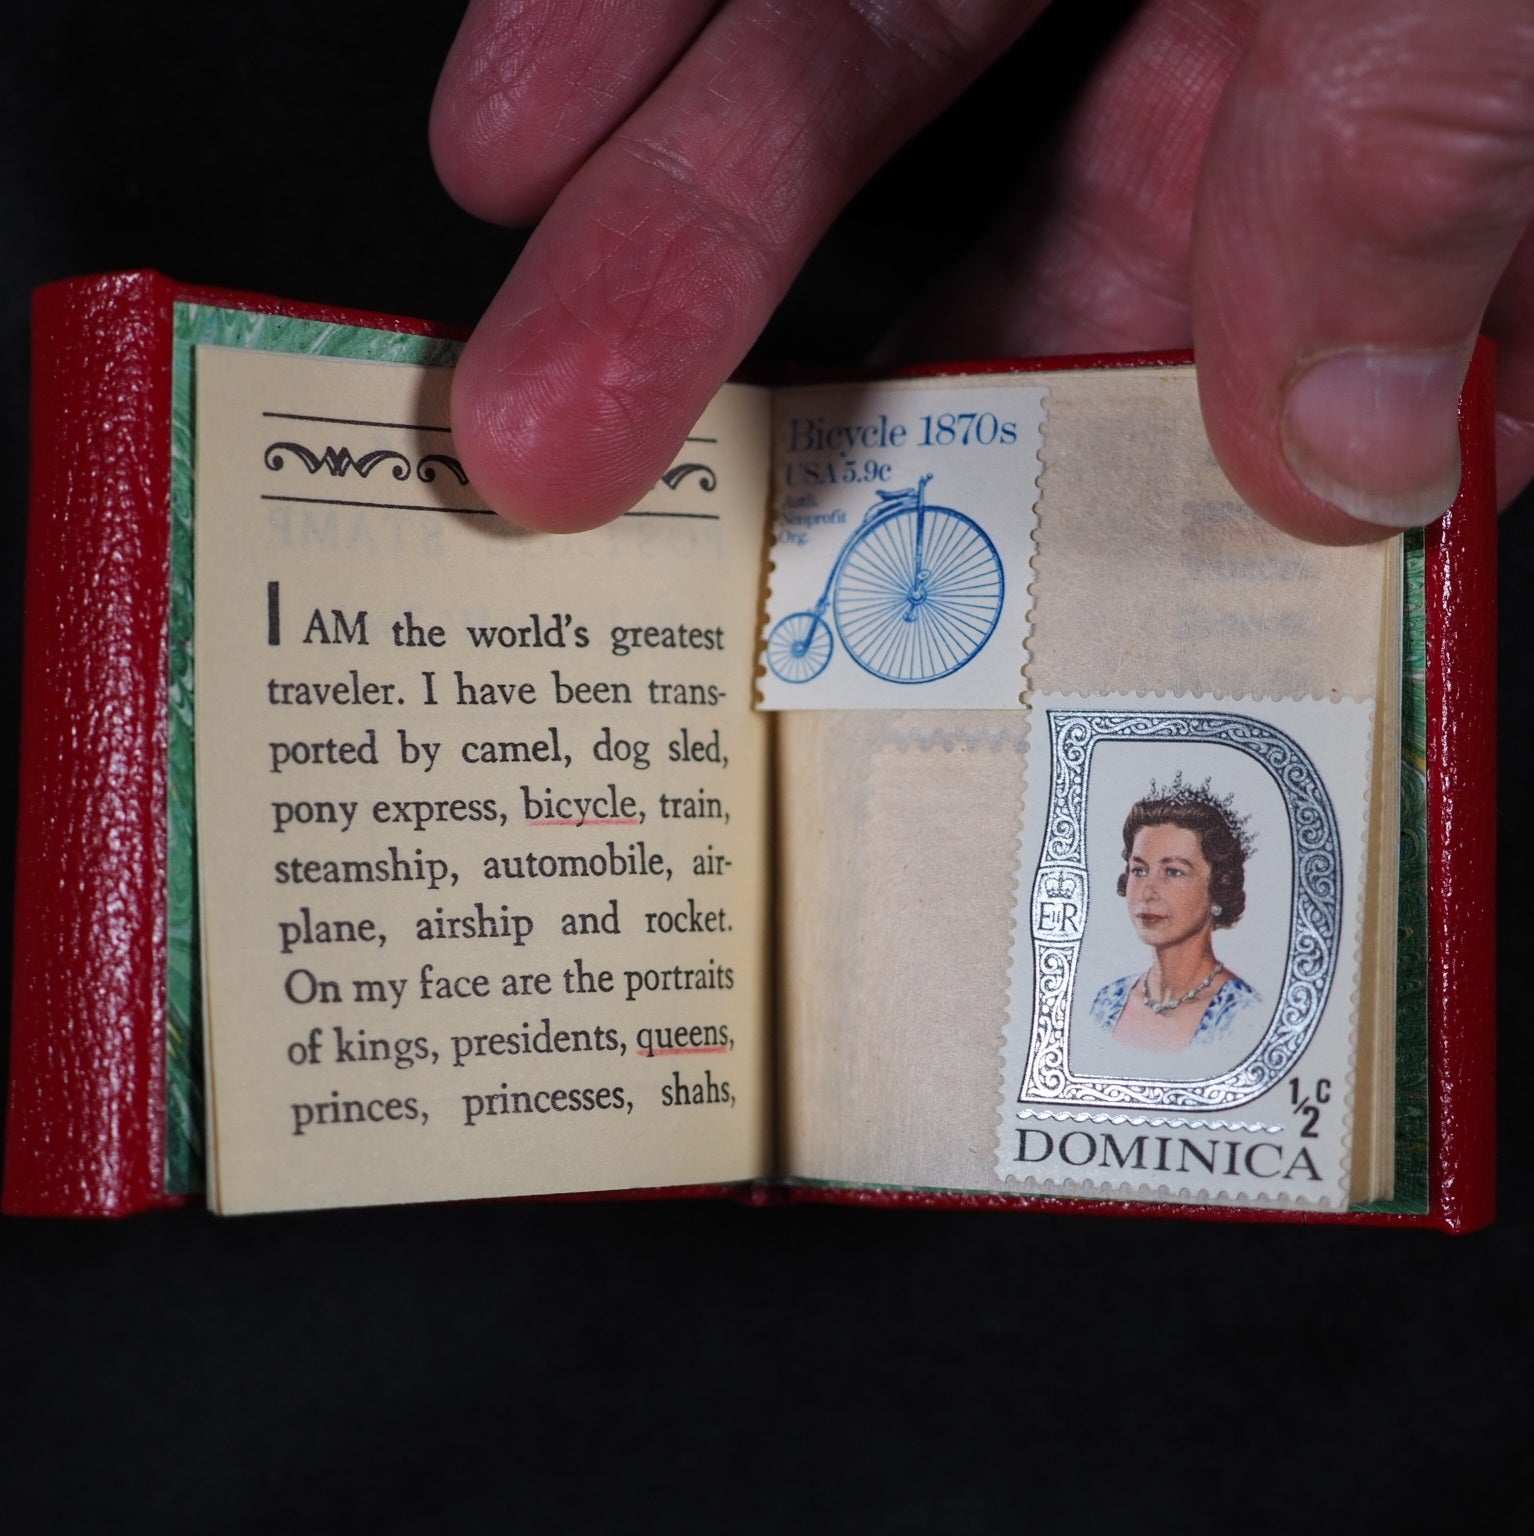 I AM the world's greatest
traveler. I have been trans-
ported by camel, dog sled,
pony express, bicycle, train,
steamship, automobile, air-
plane, airship and rocket.
On my face are the portraits
of kings, presidents, queens,
princes, princesses, shahs,
Bicycle 1870s
USA 5.9c
Auth.
Nonprofit
Org.
E II R
½c
DOMINICA